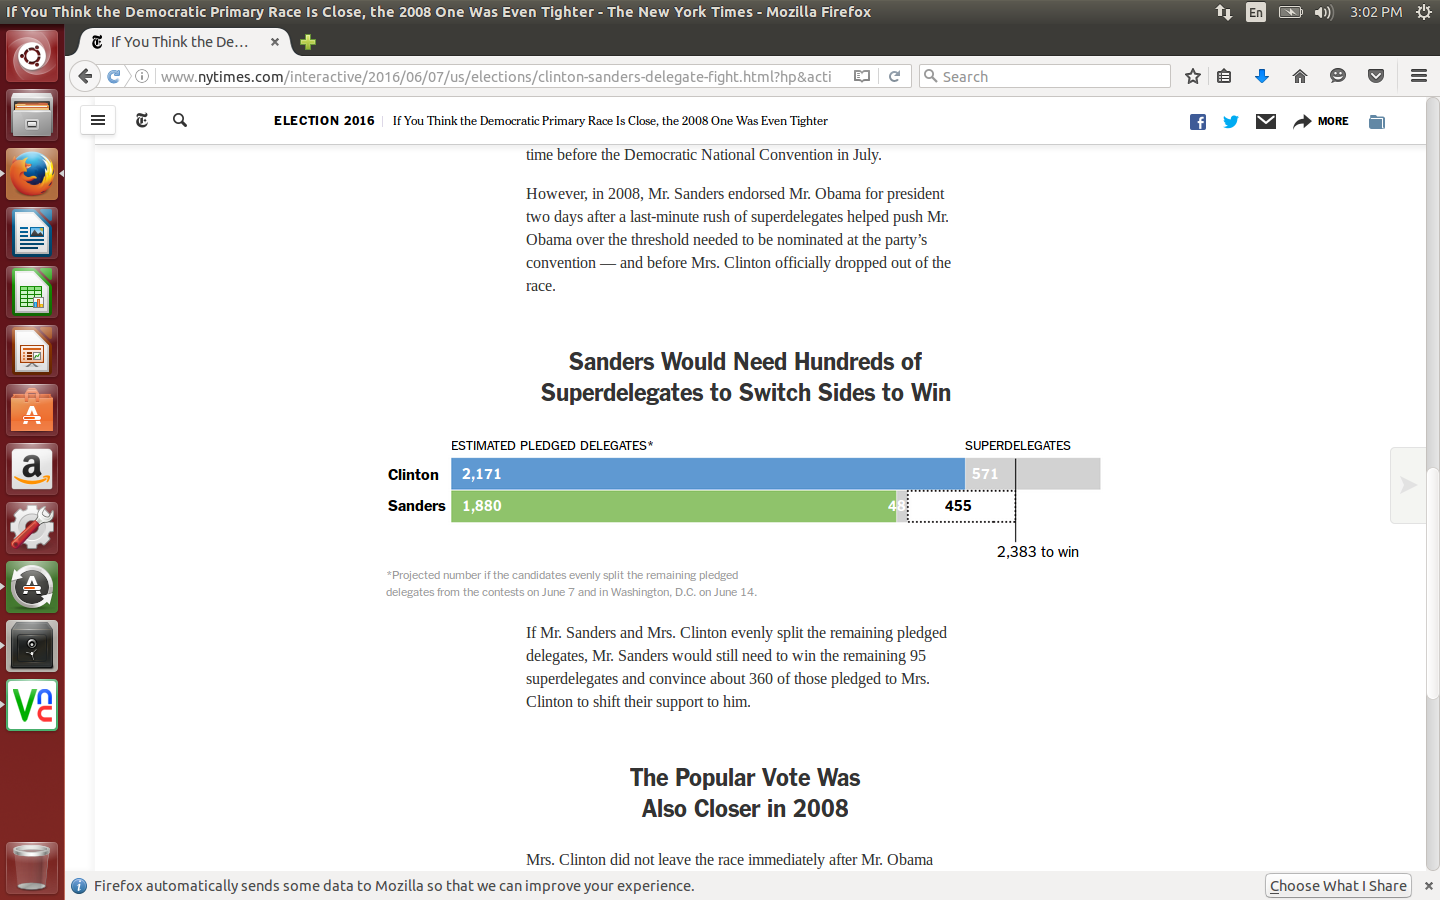 If You Think the Democratic Primary Race Is Close, the 2008 One Was Even Tighter - The New York Times - Mozilla Firefox
En
3:02 PM
If You Think the De...
www.nytimes.com/interactive/2016/06/07/us/elections/clinton-sanders-delegate-fight.html?hp&acti
Search
ELECTION 2016
If You Think the Democratic Primary Race Is Close, the 2008 One Was Even Tighter
MORE
time before the Democratic National Convention in July.
However, in 2008, Mr. Sanders endorsed Mr. Obama for president
two days after a last-minute rush of superdelegates helped push Mr.
Obama over the threshold needed to be nominated at the party’s
convention — and before Mrs. Clinton officially dropped out of the
race.
Sanders Would Need Hundreds of
Superdelegates to Switch Sides to Win
ESTIMATED PLEDGED DELEGATES*
SUPERDELEGATES
Clinton
2,171
571
Sanders
1,880
48
455
2,383 to win
*Projected number if the candidates evenly split the remaining pledged
delegates from the contests on June 7 and in Washington, D.C. on June 14.
If Mr. Sanders and Mrs. Clinton evenly split the remaining pledged
delegates, Mr. Sanders would still need to win the remaining 95
superdelegates and convince about 360 of those pledged to Mrs.
Clinton to shift their support to him.
The Popular Vote Was
Also Closer in 2008
Mrs. Clinton did not leave the race immediately after Mr. Obama
Firefox automatically sends some data to Mozilla so that we can improve your experience.
Choose What I Share